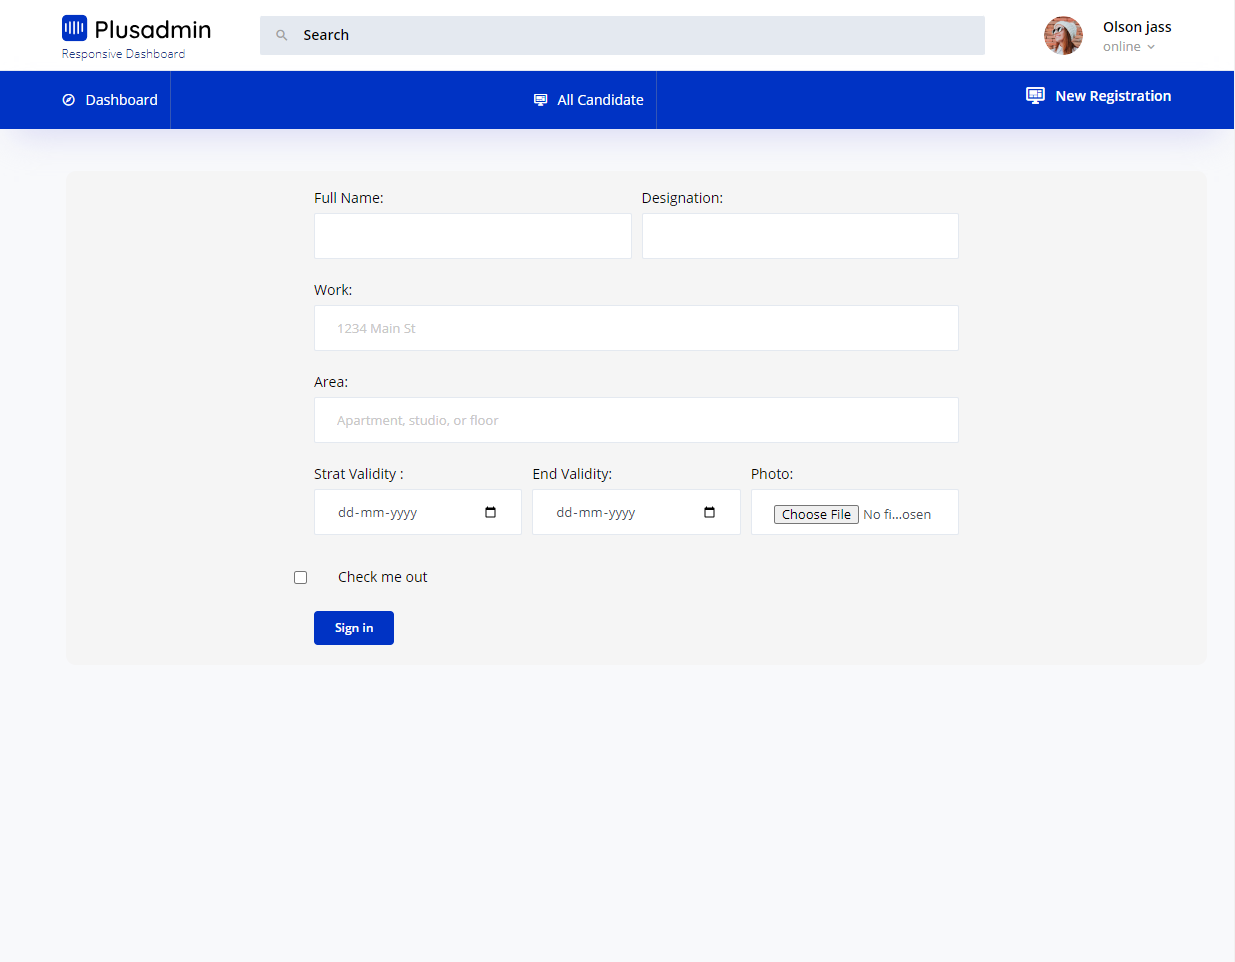 Plusadmin
Responsive Dashboard
Search
Olson jass
online
Dashboard
All Candidate
New Registration
Full Name:
Designation:
Work:
1234 Main St
Area:
Apartment, studio, or floor
Strat Validity :
End Validity:
Photo:
dd-mm-yyyy
dd-mm-yyyy
Choose File No fi...osen
Check me out
Sign in